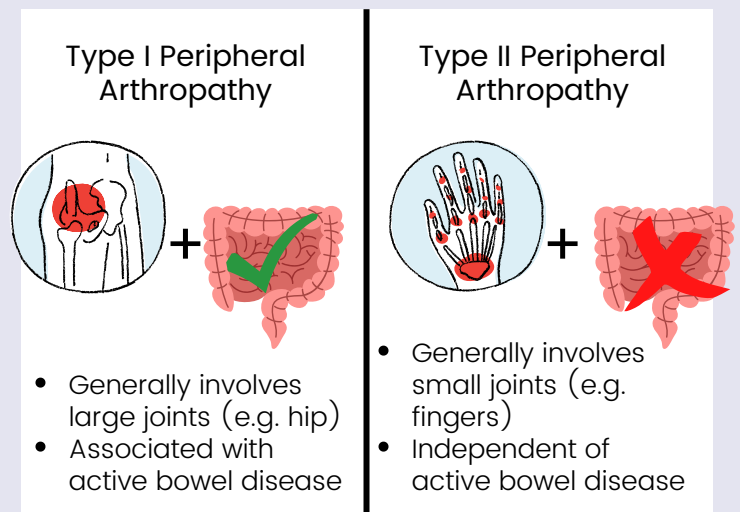 Type I Peripheral
Arthropathy
+
• Generally involves
large joints (e.g. hip)
• Associated with
active bowel disease
Type II Peripheral
Arthropathy
+
• Generally involves
small joints (e.g.
fingers)
• Independent of
active bowel disease